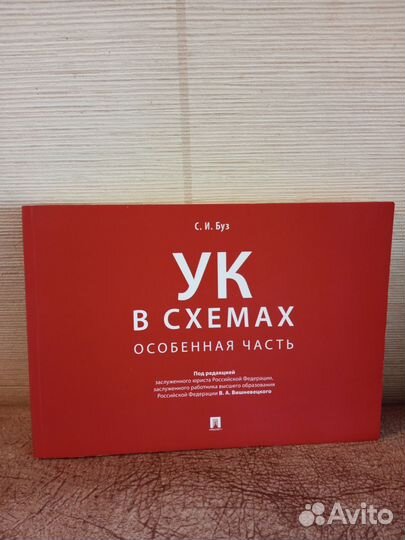 С. И. Буз
УК
В СХЕМАХ
ОСОБЕННАЯ ЧАСТЬ
Под редакцией
заслуженного юриста Российской Федерации,
заслуженного работника высшего образования
Российской Федерации В. А. Вишневецкого
Avito